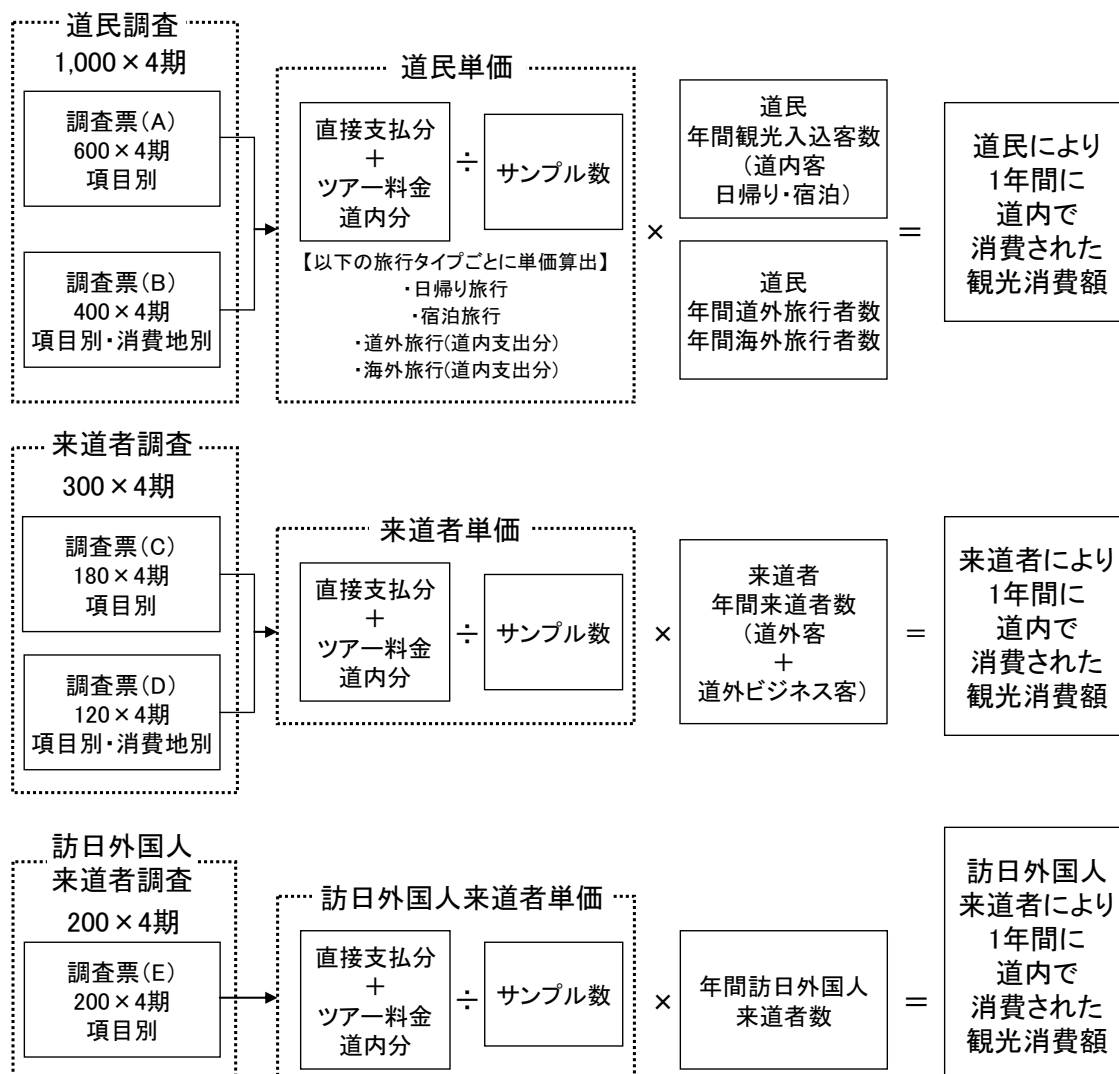 道民調査
1,000×4期
調査票(A)
600×4期
項目別
調査票(B)
400×4期
項目別・消費地別
道民単価
直接支払分
＋
ツアー料金
道内分
÷
サンプル数
【以下の旅行タイプごとに単価算出】
・日帰り旅行
・宿泊旅行
・道外旅行(道内支出分)
・海外旅行(道内支出分)
×
道民
年間観光入込客数
(道内客
日帰り・宿泊)
道民
年間道外旅行者数
年間海外旅行者数
＝
道民により
1年間に
道内で
消費された
観光消費額
来道者調査
300×4期
調査票(C)
180×4期
項目別
調査票(D)
120×4期
項目別・消費地別
来道者単価
直接支払分
＋
ツアー料金
道内分
÷
サンプル数
×
来道者
年間来道者数
(道外客
＋
道外ビジネス客)
＝
来道者により
1年間に
道内で
消費された
観光消費額
訪日外国人
来道者調査
200×4期
調査票(E)
200×4期
項目別
訪日外国人来道者単価
直接支払分
＋
ツアー料金
道内分
÷
サンプル数
×
年間訪日外国人
来道者数
＝
訪日外国人
来道者により
1年間に
道内で
消費された
観光消費額